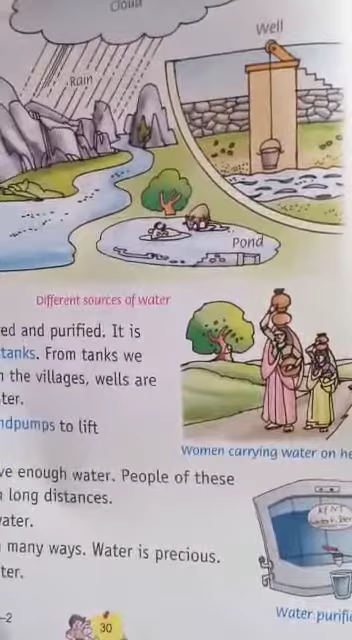 Cloud
Well
Rain
Pond
Different sources of water
ed and purified. It is
tanks. From tanks we
the villages, wells are
ter.
ndpumps to lift
Women carrying water on he
ve enough water. People of these
long distances.
ater.
many ways. Water is precious.
ter.
KENT
Water purifi
-2
30